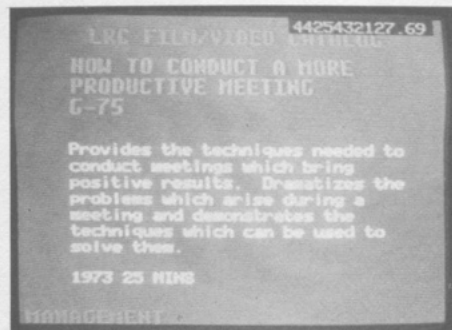 4425432127.69
LRC FILM/VIDEO CATALOG
HOW TO CONDUCT A MORE
PRODUCTIVE MEETING
G-75
Provides the techniques needed to
conduct meetings which bring
positive results. Dramatizes the
problems which arise during a
meeting and demonstrates the
techniques which can be used to
solve them.
1973 25 MINS
MANAGEMENT